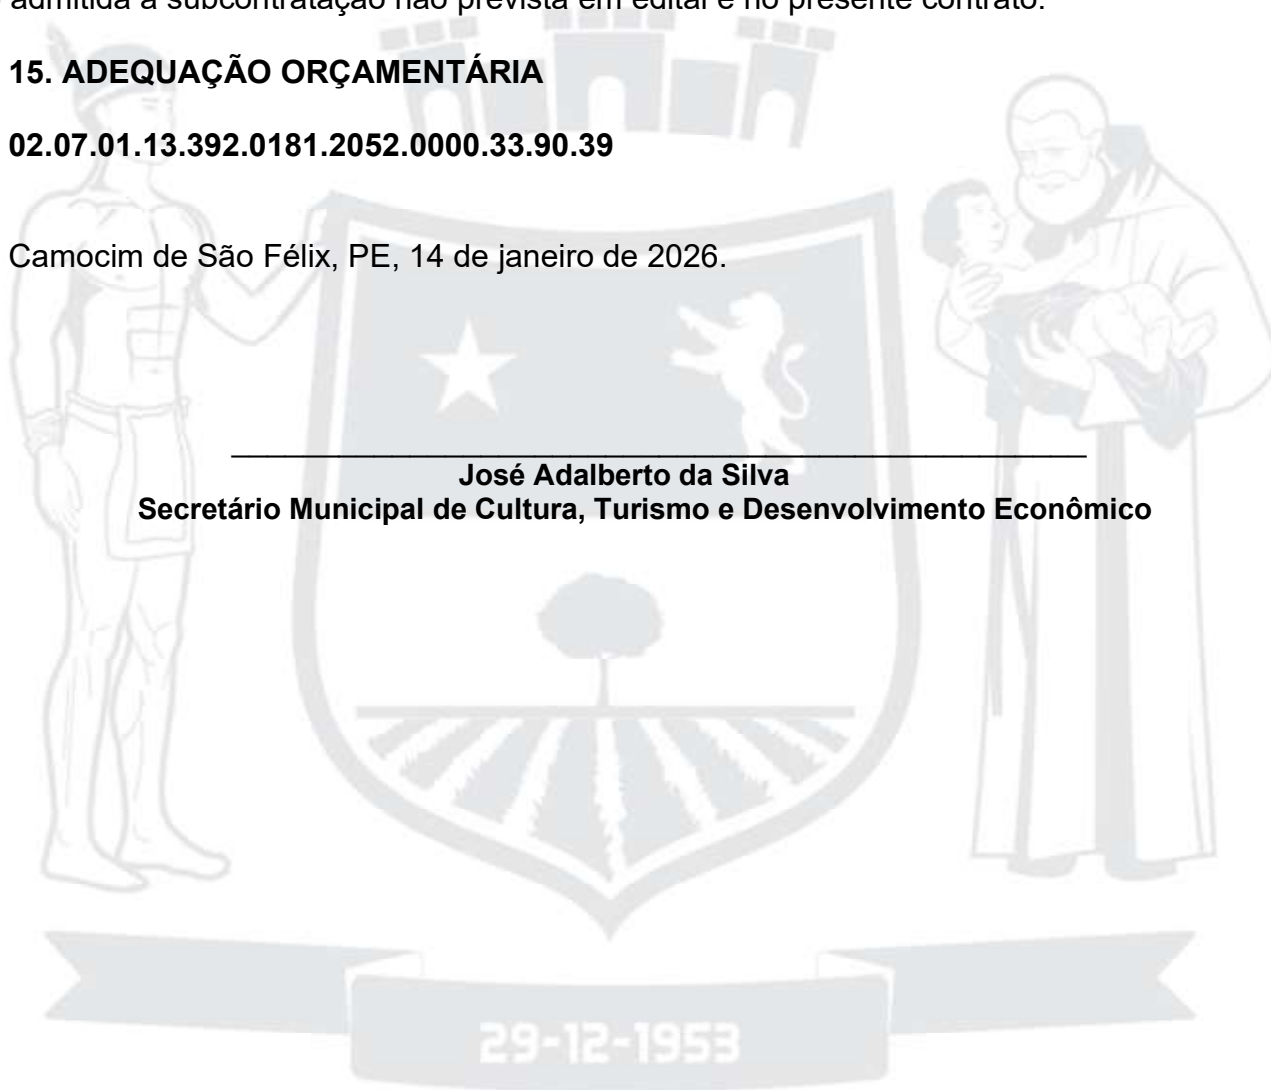 admitida a subcontratação não prevista em edital e no presente contrato.
15. ADEQUAÇÃO ORÇAMENTÁRIA
02.07.01.13.392.0181.2052.0000.33.90.39
Camocim de São Félix, PE, 14 de janeiro de 2026.
José Adalberto da Silva
Secretário Municipal de Cultura, Turismo e Desenvolvimento Econômico
29-12-1953